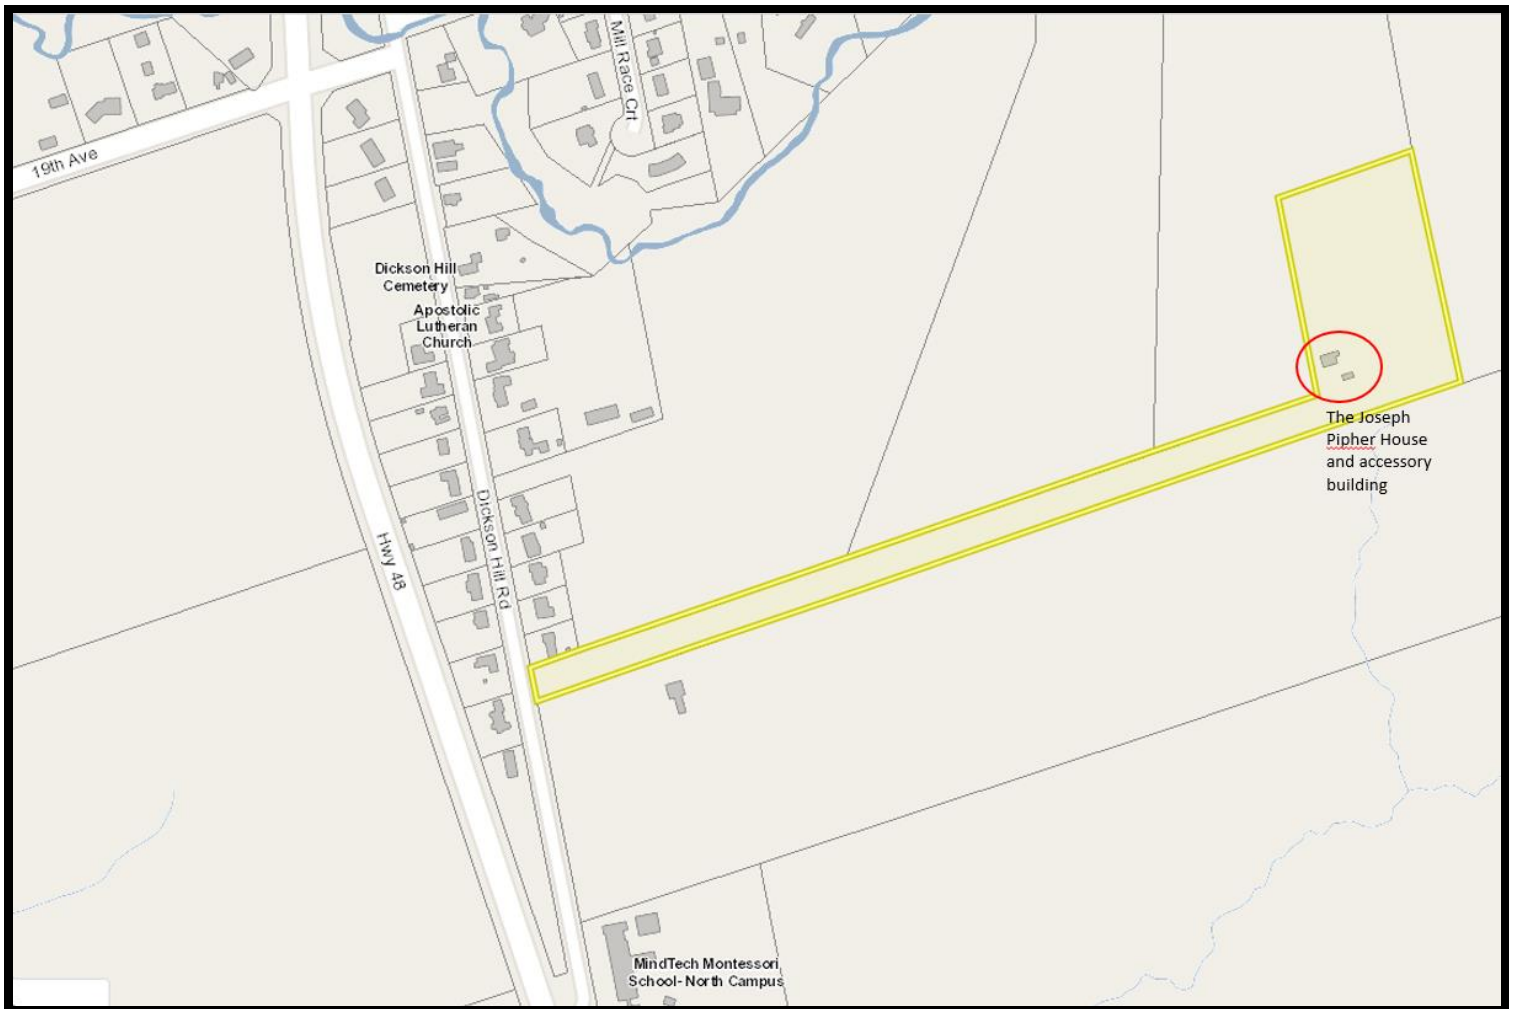 Mill Race Crt
19th Ave
Dickson Hill
Cemetery
Apostolic
Lutheran
Church
The Joseph
Pipher House
and accessory
building
Dickson Hill Rd
Hwy 48
MindTech Montessori
School- North Campus